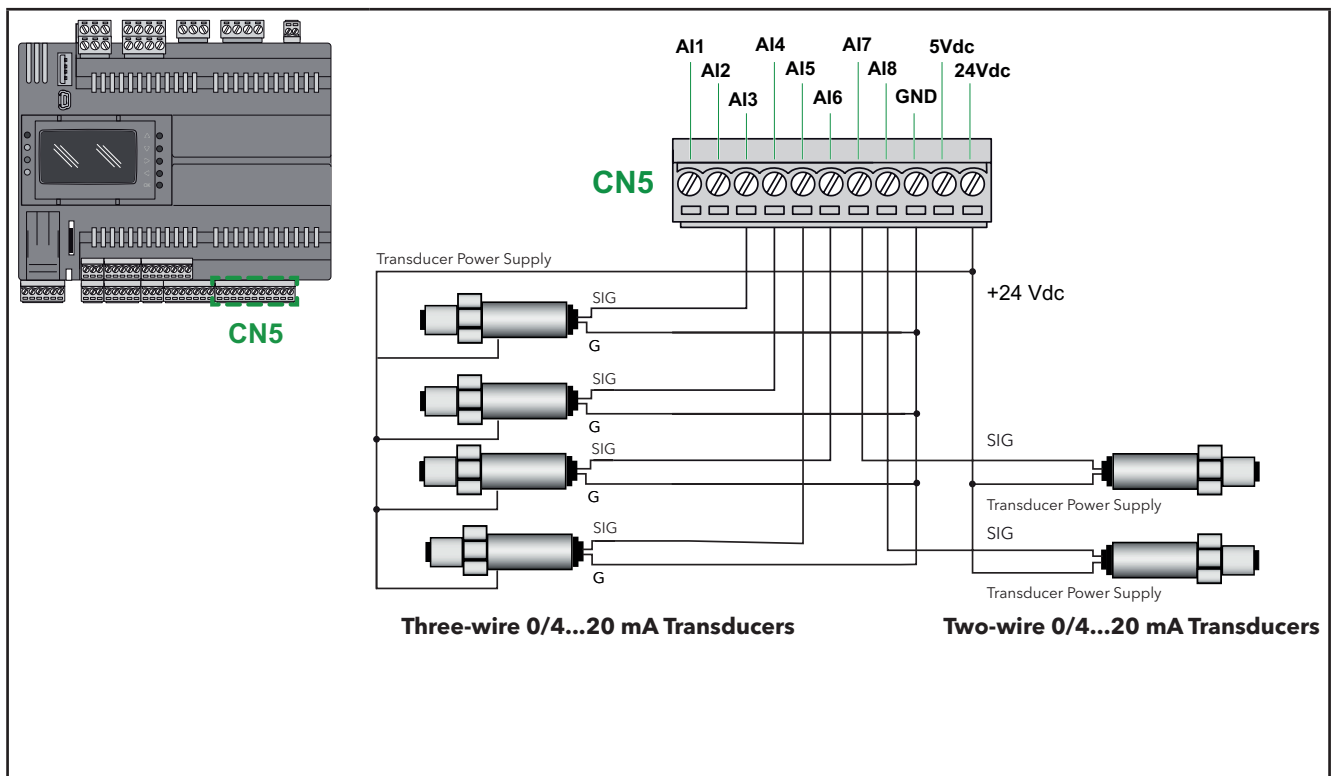 AI1
AI4
AI7
5Vdc
AI2
AI5
AI8
24Vdc
AI3
AI6
GND
CN5
CN5
Transducer Power Supply
+24 Vdc
SIG
G
SIG
G
SIG
G
SIG
G
SIG
Transducer Power Supply
SIG
Transducer Power Supply
Three-wire 0/4...20 mA Transducers
Two-wire 0/4...20 mA Transducers